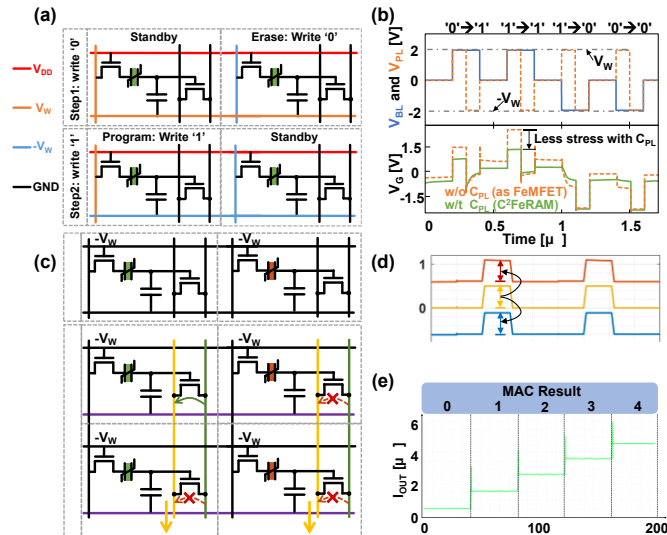 (a)
Standby
Erase: Write '0'
V_DD
V_W
-V_W
GND
Step1: write '0'
Program: Write '1'
Standby
Step2: write '1'
(b)
'0'→'1' '1'→'1' '1'→'0' '0'→'0'
V_BL and V_PL [V]
2
0
-2
V_W
-V_W
Less stress with C_PL
V_G [V]
1.5
0
-1.5
w/o C_PL (as FeMFET)
w/t C_PL (C²FeRAM)
0.0 0.5 1.0 1.5
Time [µ
(c)
-V_W
-V_W
-V_W
-V_W
-V_W
-V_W
(d)
1
0
(e)
MAC Result
0 1 2 3 4
I_OUT [µ
6
4
2
0
0 100 200